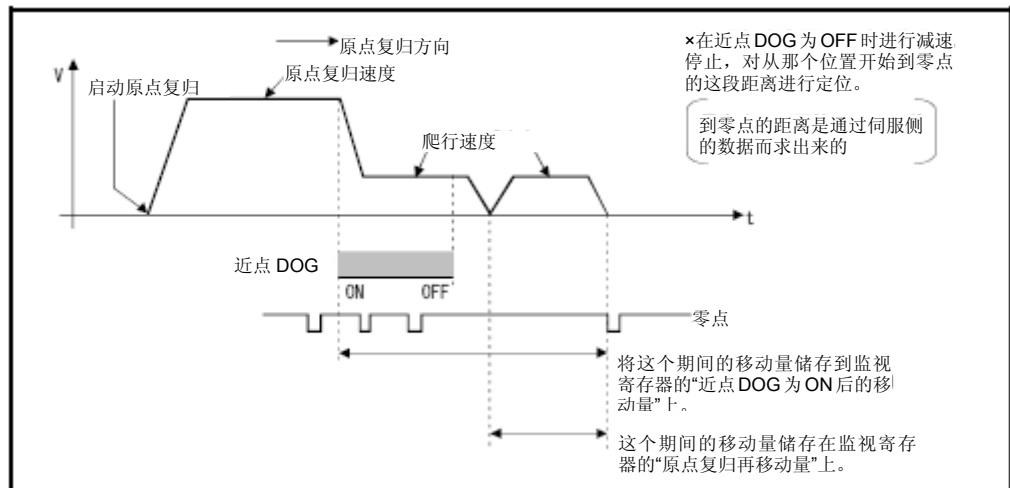 原点复归方向
V
原点复归速度
启动原点复归
×在近点DOG为OFF时进行减速
停止，对从那个位置开始到零点
的这段距离进行定位。
到零点的距离是通过伺服侧
的数据而求出来的
爬行速度
t
近点 DOG
ON
OFF
零点
将这个期间的移动量储存到监视
寄存器的“近点DOG为ON后的移
动量”上。
这个期间的移动量储存在监视寄存
器的“原点复归再移动量”上。